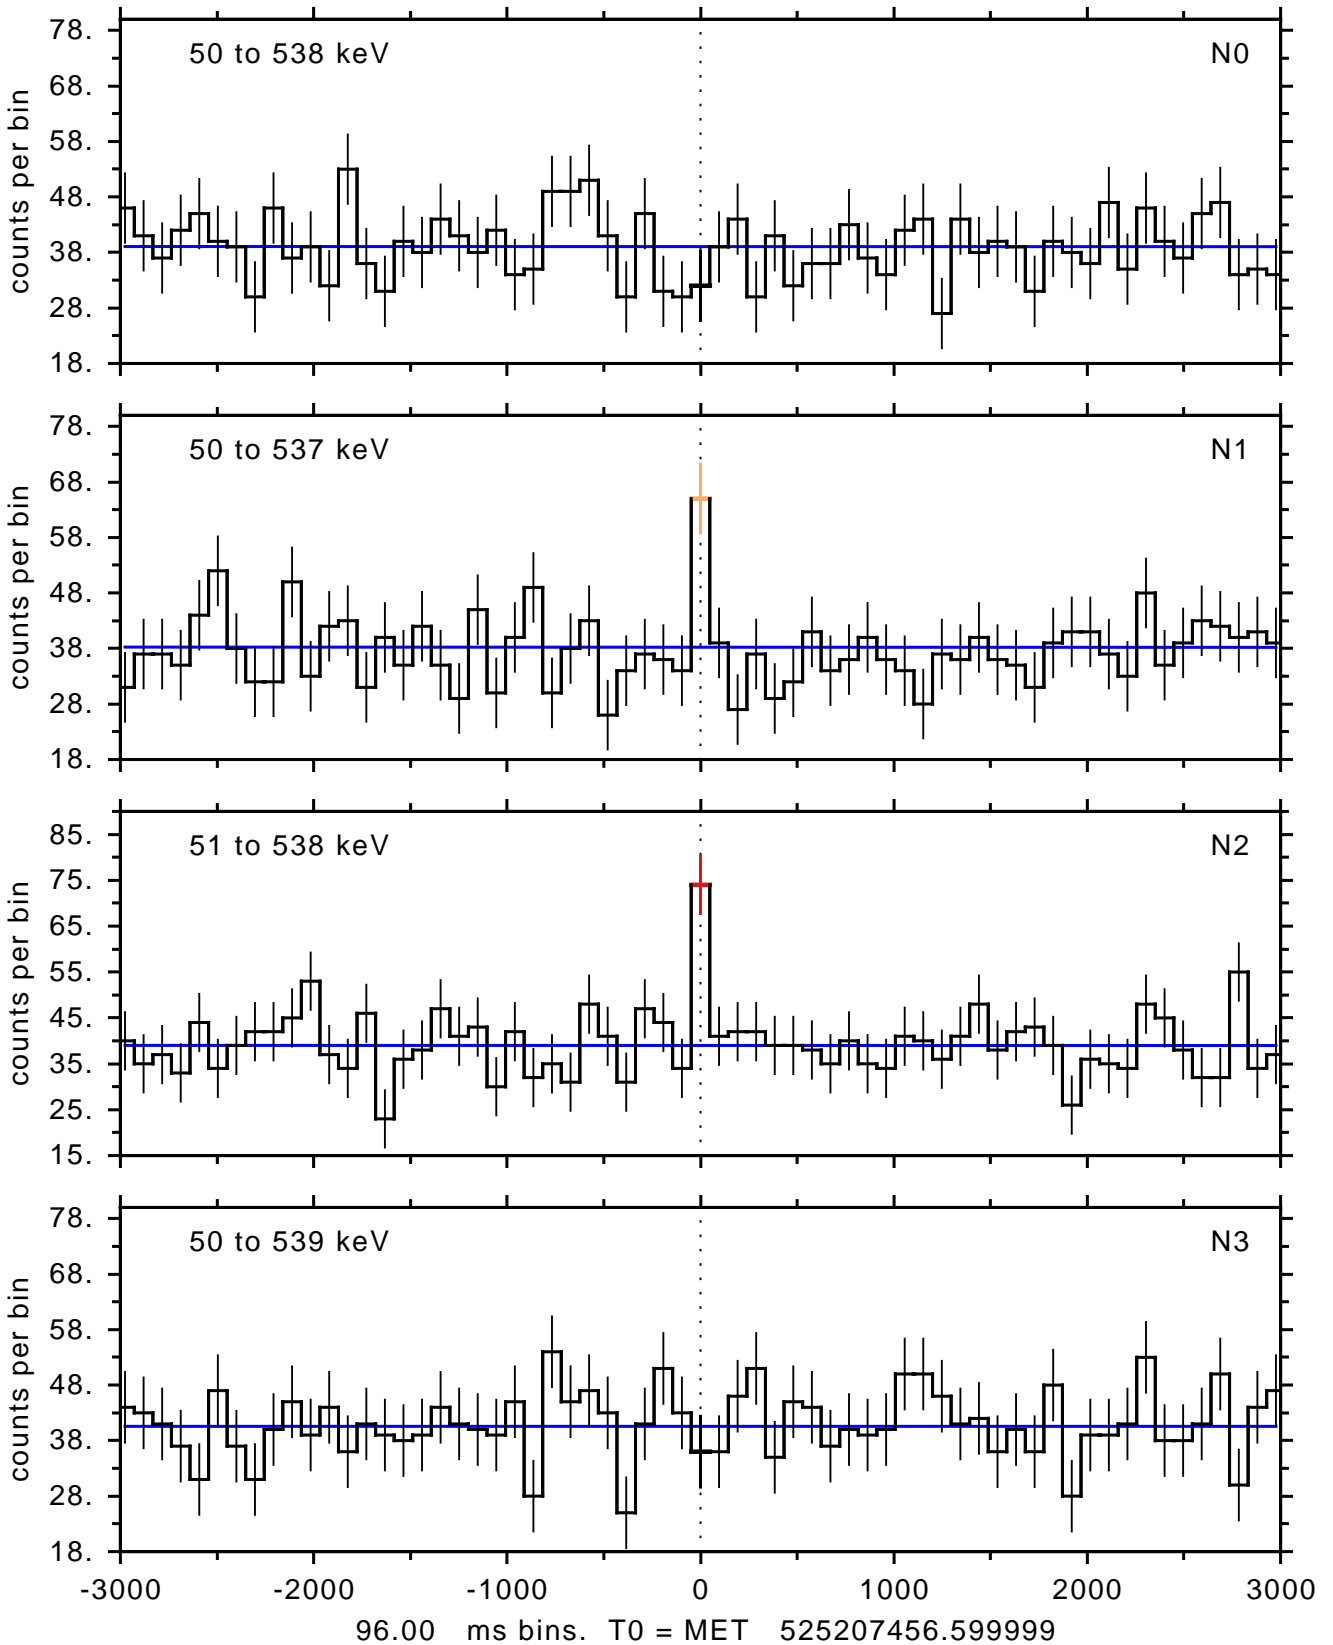 78.
50 to 538 keV N0
68.
58.
48.
38.
28.
18.
counts per bin
78.
50 to 537 keV N1
68.
58.
48.
38.
28.
18.
counts per bin
85.
51 to 538 keV N2
75.
65.
55.
45.
35.
25.
15.
counts per bin
78.
50 to 539 keV N3
68.
58.
48.
38.
28.
18.
counts per bin
-3000 -2000 -1000 0 1000 2000 3000
96.00 ms bins. T0 = MET 525207456.599999